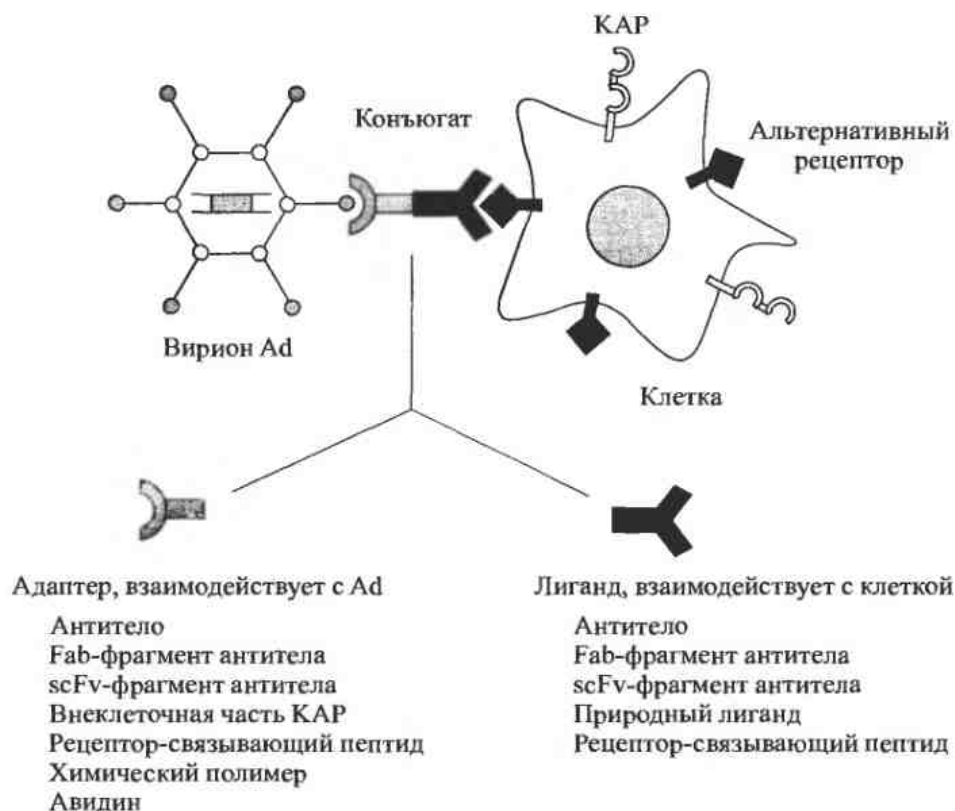 КАР
Конъюгат
Альтернативный
рецептор
Вирион Ad
Клетка
Адаптер, взаимодействует с Ad
Антитело
Fab-фрагмент антитела
scFv-фрагмент антитела
Внеклеточная часть КАР
Рецептор-связывающий пептид
Химический полимер
Авидин
Лиганд, взаимодействует с клеткой
Антитело
Fab-фрагмент антитела
scFv-фрагмент антитела
Природный лиганд
Рецептор-связывающий пептид